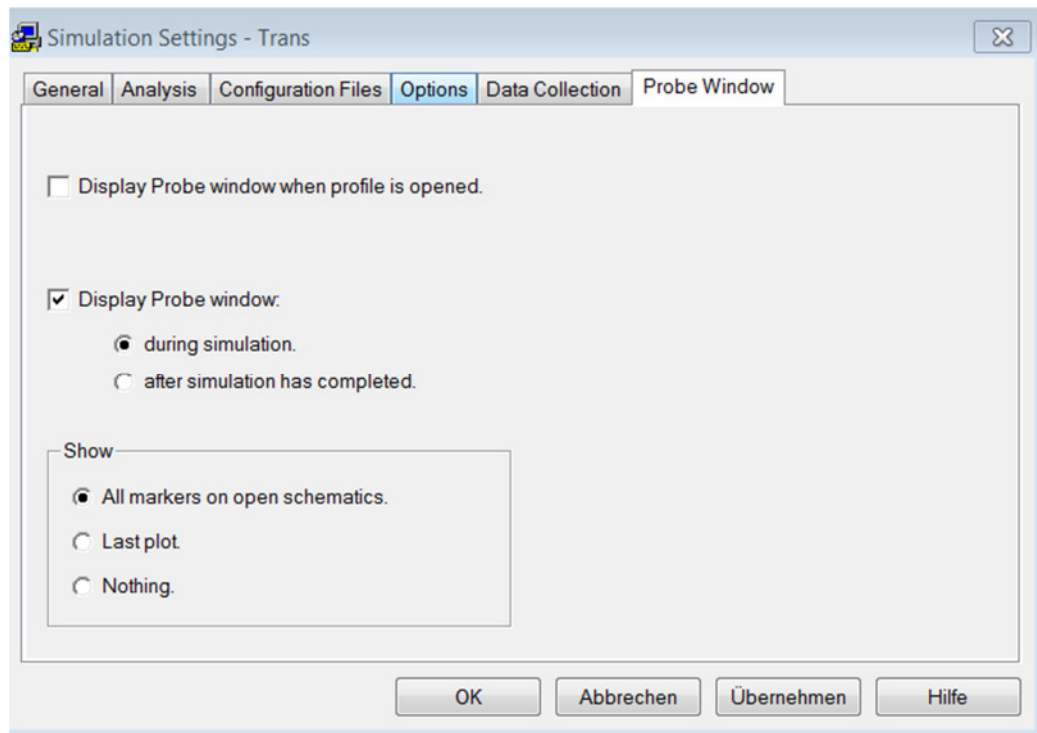 Simulation Settings - Trans
General Analysis Configuration Files Options Data Collection Probe Window
Display Probe window when profile is opened.
Display Probe window:
during simulation.
after simulation has completed.
Show
All markers on open schematics.
Last plot.
Nothing.
OK Abbrechen Übernehmen Hilfe